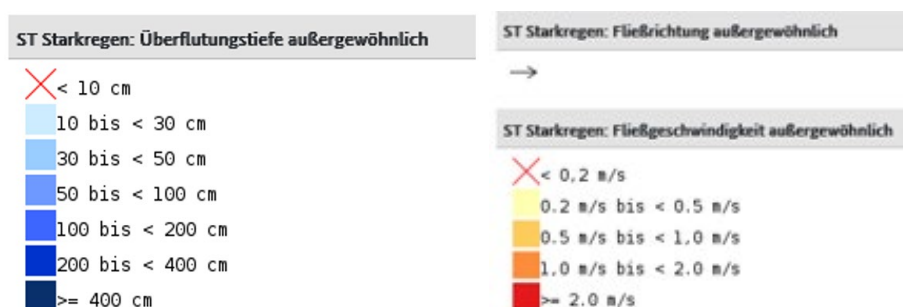 ST Starkregen: Überflutungstiefe außergewöhnlich
< 10 cm
10 bis < 30 cm
30 bis < 50 cm
50 bis < 100 cm
100 bis < 200 cm
200 bis < 400 cm
>= 400 cm
ST Starkregen: Fließrichtung außergewöhnlich
ST Starkregen: Fließgeschwindigkeit außergewöhnlich
< 0,2 m/s
0.2 m/s bis < 0.5 m/s
0.5 m/s bis < 1,0 m/s
1,0 m/s bis < 2.0 m/s
>= 2.0 m/s